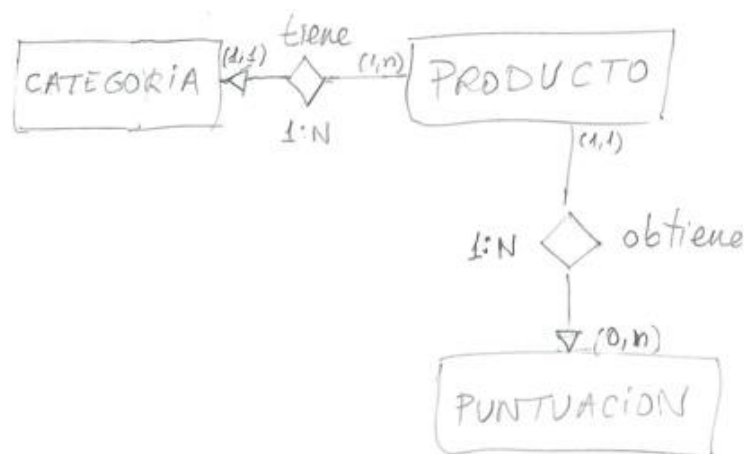 tiene
CATEGORIA
(1,1)
(1,n)
PRODUCTO
1:N
(1,1)
1:N
obtiene
(0,n)
PUNTUACION